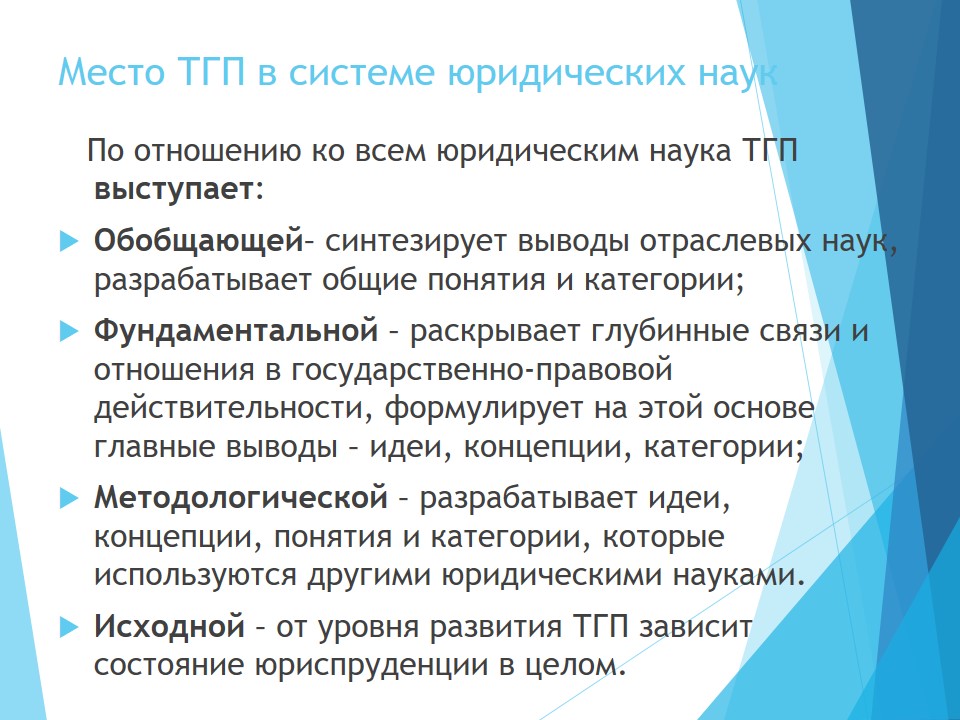 Место ТГП в системе юридических наук
По отношению ко всем юридическим наука ТГП
выступает:
Обобщающей– синтезирует выводы отраслевых наук,
разрабатывает общие понятия и категории;
Фундаментальной – раскрывает глубинные связи и
отношения в государственно-правовой
действительности, формулирует на этой основе
главные выводы – идеи, концепции, категории;
Методологической – разрабатывает идеи,
концепции, понятия и категории, которые
используются другими юридическими науками.
Исходной – от уровня развития ТГП зависит
состояние юриспруденции в целом.